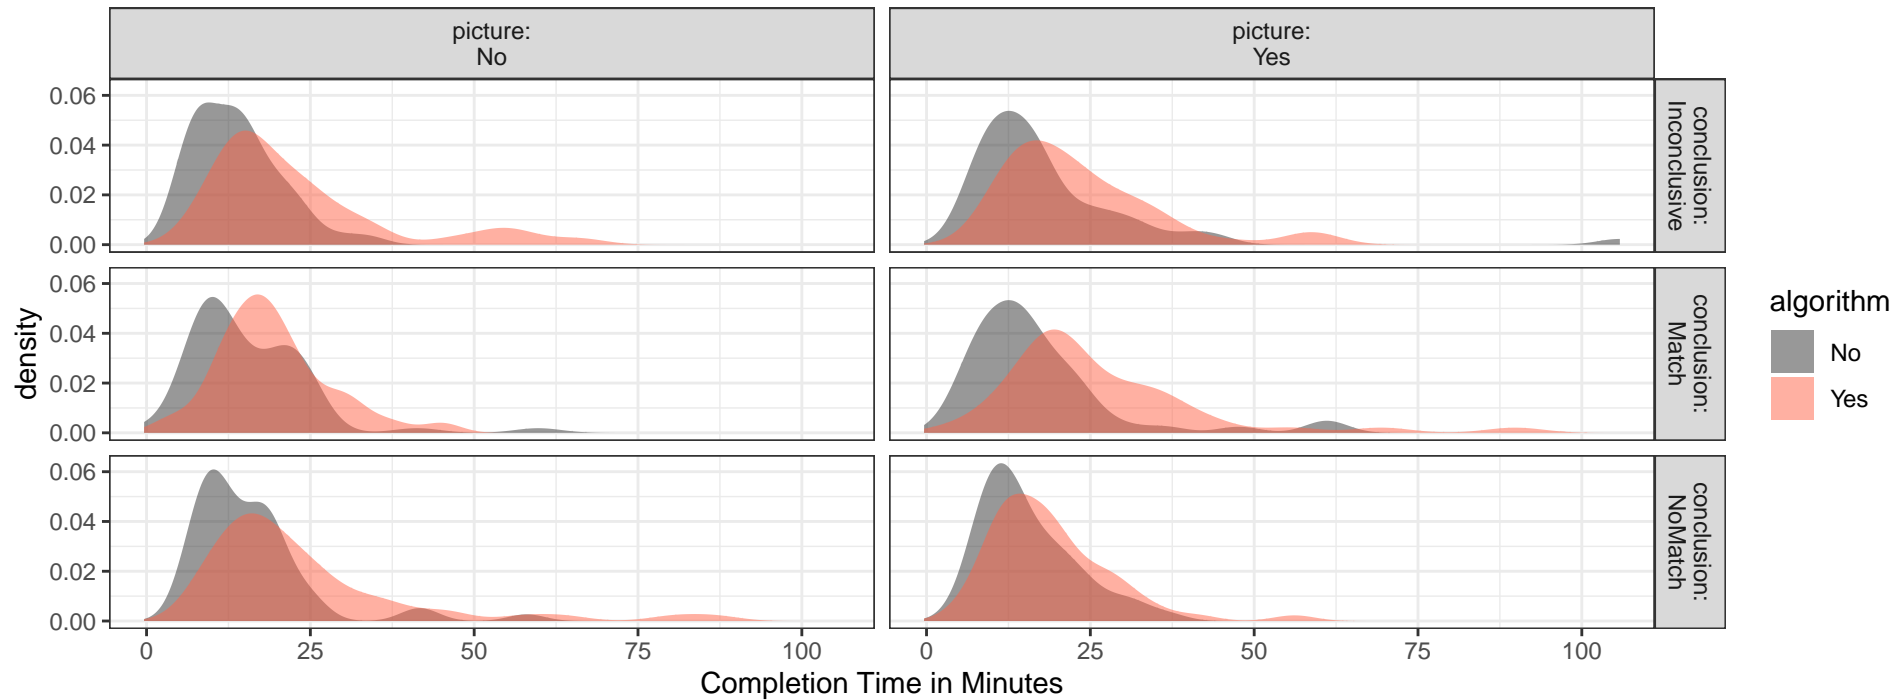 picture:
No
picture:
Yes
0.06
0.04
0.02
0.00
conclusion:
Inconclusive
0.06
0.04
0.02
0.00
conclusion:
Match
0.06
0.04
0.02
0.00
conclusion:
NoMatch
density
0 25 50 75 100
0 25 50 75 100
Completion Time in Minutes
algorithm
No
Yes